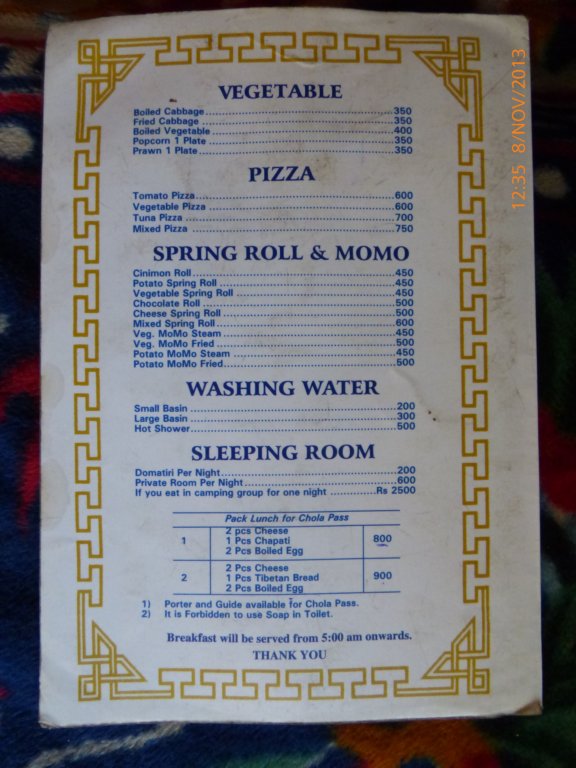 VEGETABLE
Boiled Cabbage 350
Fried Cabbage 350
Boiled Vegetable 400
Popcorn 1 Plate 350
Prawn 1 Plate 350
PIZZA
Tomato Pizza 600
Vegetable Pizza 600
Tuna Pizza 700
Mixed Pizza 750
SPRING ROLL & MOMO
Cinimon Roll 450
Potato Spring Roll 450
Vegetable Spring Roll 450
Chocolate Roll 500
Cheese Spring Roll 500
Mixed Spring Roll 600
Veg. MoMo Steam 450
Veg. MoMo Fried 500
Potato MoMo Steam 450
Potato MoMo Fried 500
WASHING WATER
Small Basin 200
Large Basin 300
Hot Shower 500
SLEEPING ROOM
Domatiri Per Night 200
Private Room Per Night 600
If you eat in camping group for one night Rs 2500
Pack Lunch for Chola Pass
1 2 pcs Cheese 800
1 Pcs Chapati
2 Pcs Boiled Egg
2 2 Pcs Cheese 900
1 Pcs Tibetan Bread
2 Pcs Boiled Egg
1) Porter and Guide available for Chola Pass.
2) It is Forbidden to use Soap in Toilet.
Breakfast will be served from 5:00 am onwards.
THANK YOU
12:35 8/NOV/2013